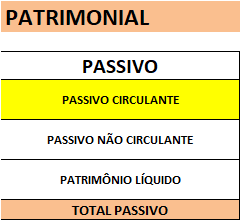 PATRIMONIAL
PASSIVO
PASSIVO CIRCULANTE
PASSIVO NÃO CIRCULANTE
PATRIMÔNIO LÍQUIDO
TOTAL PASSIVO